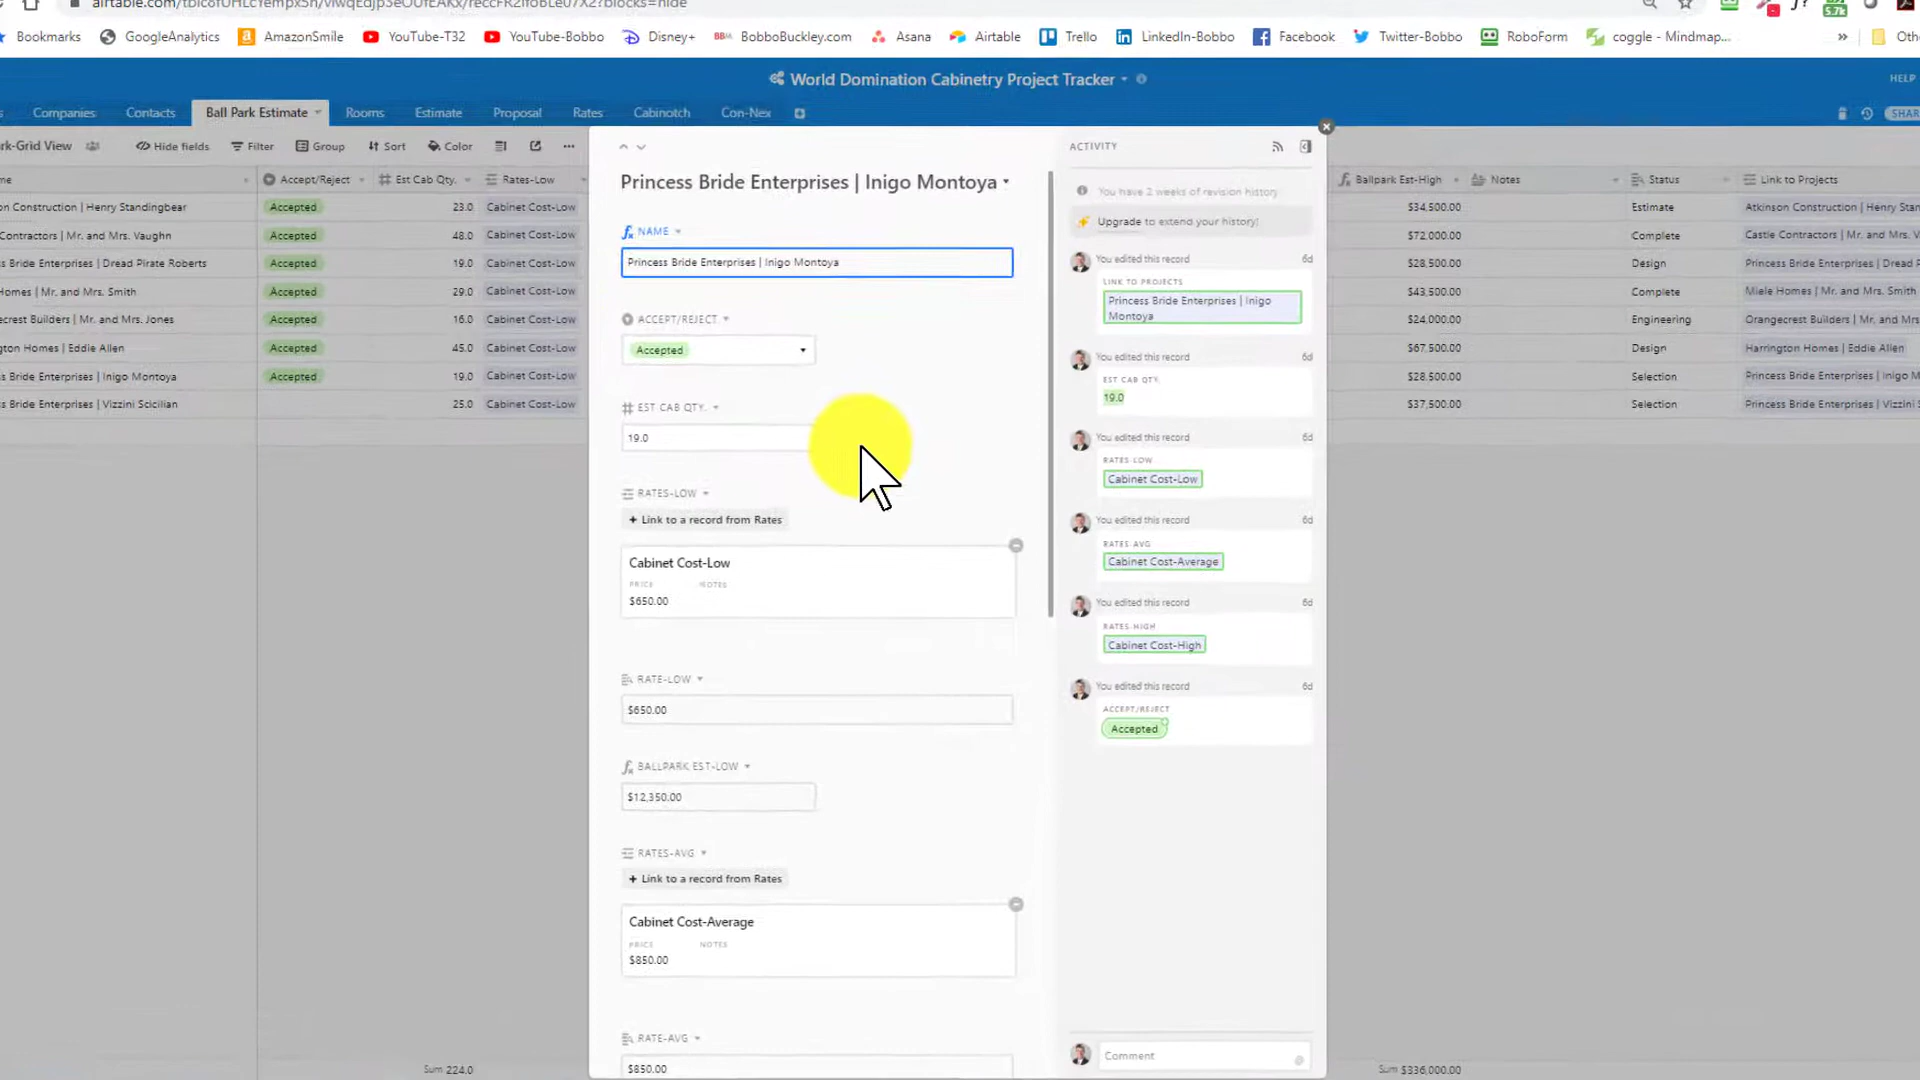 Bookmarks GoogleAnalytics AmazonSmile YouTube-T32 YouTube-Bobbo Disney+ BobboBuckley.com Asana Airtable Trello LinkedIn-Bobbo Facebook Twitter-Bobbo RoboForm coggle - Mindmap... » Oth
5.7k
World Domination Cabinetry Project Tracker
HELP
Companies Contacts Ball Park Estimate Rooms Estimate Proposal Rates Cabinotch Con-Nex
SHAR
rk-Grid View Hide fields Filter Group Sort Color
me Accept/Reject Est Cab Qty. Rates-Low
on Construction | Henry Standingbear Accepted 23.0 Cabinet Cost-Low
Contractors | Mr. and Mrs. Vaughn Accepted 48.0 Cabinet Cost-Low
ss Bride Enterprises | Dread Pirate Roberts Accepted 19.0 Cabinet Cost-Low
Homes | Mr. and Mrs. Smith Accepted 29.0 Cabinet Cost-Low
gecrest Builders | Mr. and Mrs. Jones Accepted 16.0 Cabinet Cost-Low
ngton Homes | Eddie Allen Accepted 45.0 Cabinet Cost-Low
ss Bride Enterprises | Inigo Montoya Accepted 19.0 Cabinet Cost-Low
ss Bride Enterprises | Vizzini Scicilian 25.0 Cabinet Cost-Low
Sum 224.0
Princess Bride Enterprises | Inigo Montoya
NAME
Princess Bride Enterprises | Inigo Montoya
ACCEPT/REJECT
Accepted
EST CAB QTY.
19.0
RATES-LOW
+ Link to a record from Rates
Cabinet Cost-Low
PRICE NOTES
$650.00
RATE-LOW
$650.00
BALLPARK EST-LOW
$12,350.00
RATES-AVG
+ Link to a record from Rates
Cabinet Cost-Average
PRICE NOTES
$850.00
RATE-AVG
$850.00
ACTIVITY
You have 2 weeks of revision history
Upgrade to extend your history!
You edited this record 6d
LINK TO PROJECTS
Princess Bride Enterprises | Inigo
Montoya
You edited this record 6d
EST CAB QTY.
19.0
You edited this record 6d
RATES-LOW
Cabinet Cost-Low
You edited this record 6d
RATES-AVG
Cabinet Cost-Average
You edited this record 6d
RATES-HIGH
Cabinet Cost-High
You edited this record 6d
ACCEPT/REJECT
Accepted
Comment
Ballpark Est-High Notes Status Link to Projects
$34,500.00 Estimate Atkinson Construction | Henry Stan
$72,000.00 Complete Castle Contractors | Mr. and Mrs. V
$28,500.00 Design Princess Bride Enterprises | Dread P
$43,500.00 Complete Miele Homes | Mr. and Mrs. Smith
$24,000.00 Engineering Orangecrest Builders | Mr. and Mrs.
$67,500.00 Design Harrington Homes | Eddie Allen
$28,500.00 Selection Princess Bride Enterprises | Inigo M
$37,500.00 Selection Princess Bride Enterprises | Vizzini S
Sum $336,000.00